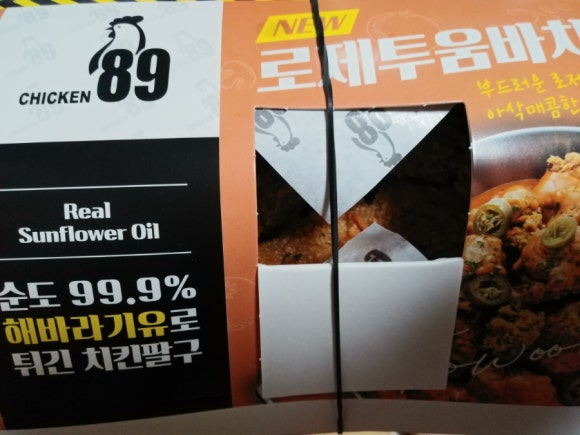 CHICKEN 89
Real
Sunflower Oil
순도 99.9%
해바라기유로
튀긴 치킨팔구
NEW
로제투움바치
부드러운 로제
아삭매콤한
89